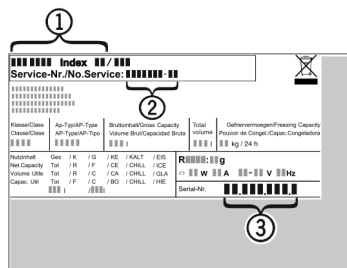 1
Index /
Service-Nr./No.Service: -
2
Klasse/Class Ap-Typ/AP-Type Bruttoinhalt/Gross Capacity Total Gefriervermoegen/Freezing Capacity
Classe/Class AP-Type/AP-Tipo Volume Brut/Capacidad Bruta volume Pouvoir de Congel./Capac.Congeladora
l l kg / 24 h
Nutzinhalt Ges / K / G / KE / KALT / EIS
Net.Capacity Tot / R / F / CE / CHILL / ICE
Volume Utile Tot / R / C / CA / CHILL / GLA
Capac. Util Tot / F / C / BO / CHILL / HIE
l / l
R : g
W A - V Hz
Serial-Nr. . . .
3